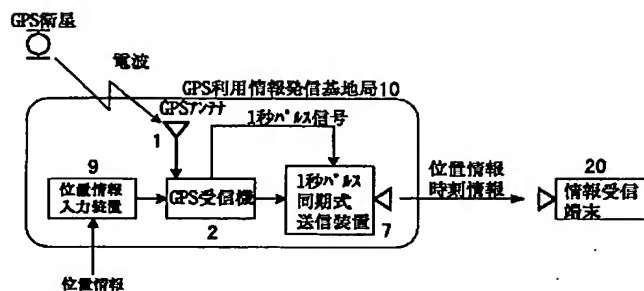 GPS衛星
電波
GPS利用情報発信基地局10
GPSアンテナ
1秒パルス信号
1
9
位置情報
入力装置
GPS受信機
2
1秒パルス
同期式
送信装置
7
位置情報
時刻情報
20
情報受信
端末
位置情報